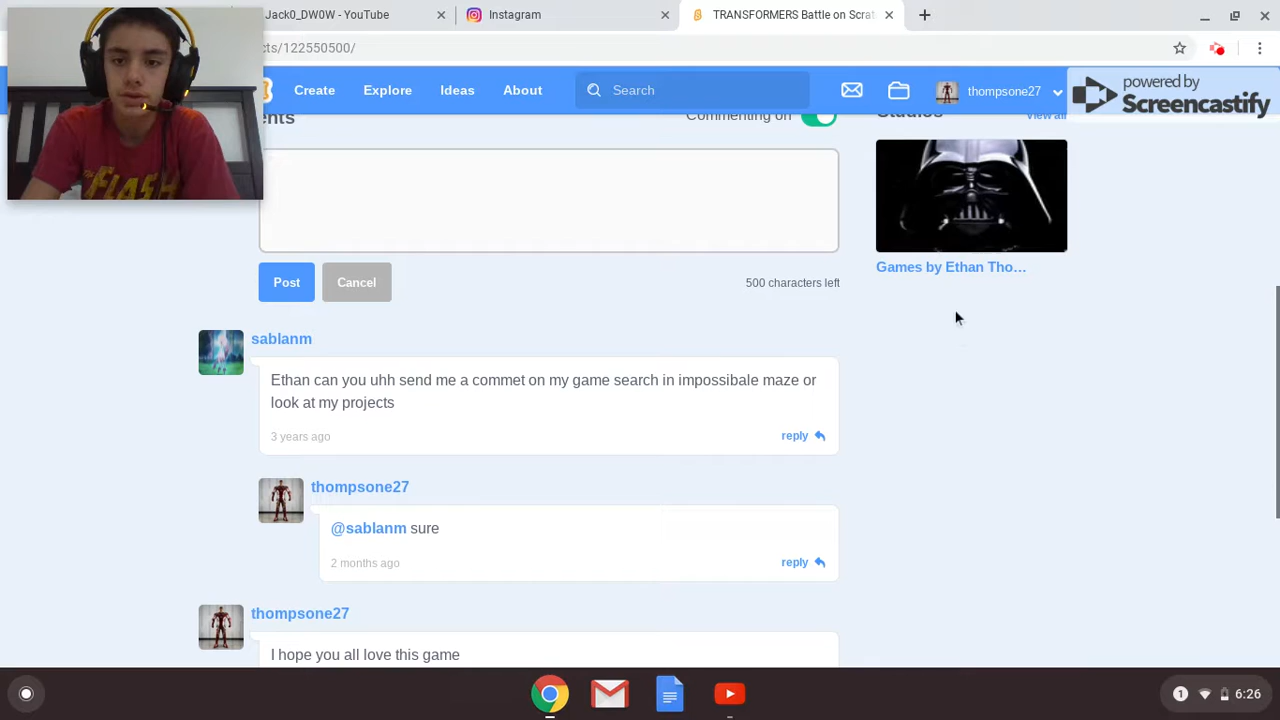 Jack0_DW0W - YouTube
Instagram
TRANSFORMERS Battle on Scrat
cts/122550500/
Create Explore Ideas About Search thompsone27
powered by
Screencastify
ents
Commenting on
Studios
View all
FLASH
Games by Ethan Tho...
Post Cancel 500 characters left
sablanm
Ethan can you uhh send me a commet on my game search in impossibale maze or
look at my projects
3 years ago reply
thompsone27
@sablanm sure
2 months ago reply
thompsone27
I hope you all love this game
1 6:26